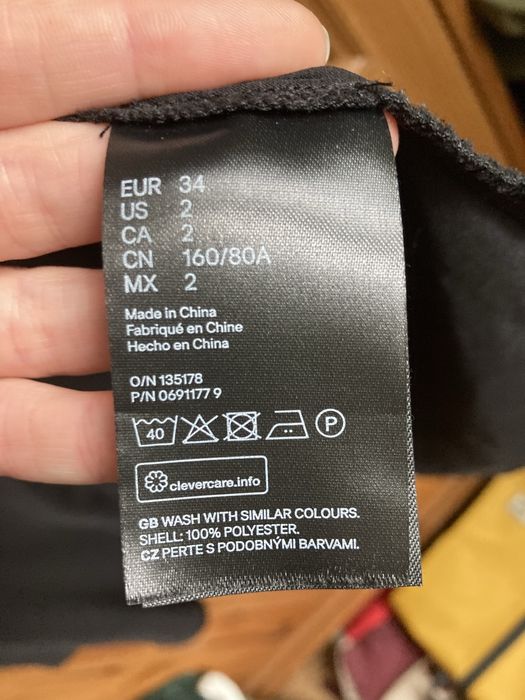 EUR 34
US 2
CA 2
CN 160/80A
MX 2
Made in China
Fabriqué en Chine
Hecho en China
O/N 135178
P/N 0691177 9
40 P
clevercare.info
GB WASH WITH SIMILAR COLOURS.
SHELL: 100% POLYESTER.
CZ PERTE S PODOBNÝMI BARVAMI.